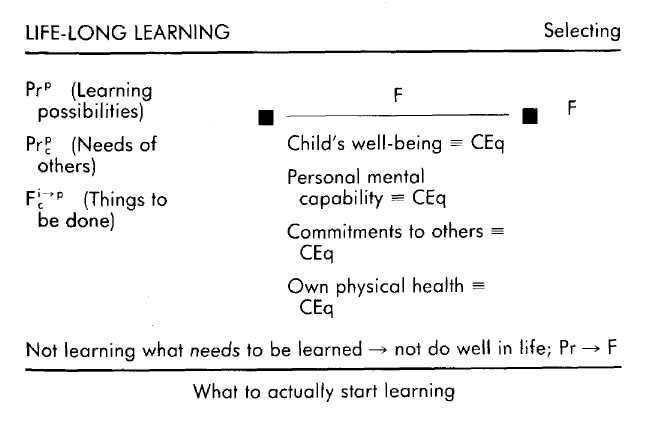 LIFE-LONG LEARNING Selecting
Prᵖ (Learning
possibilities)
F
■ ■ F
Pr꜀ᵖ (Needs of
others)
F꜀ⁱ→ᵖ (Things to
be done)
Child's well-being ≡ CEq
Personal mental
capability ≡ CEq
Commitments to others ≡
CEq
Own physical health ≡
CEq
Not learning what needs to be learned → not do well in life; Pr → F
What to actually start learning